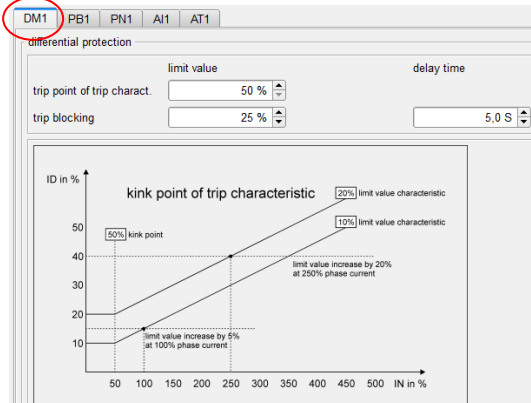 DM1 PB1 PN1 AI1 AT1
differential protection
limit value delay time
trip point of trip charact. 50 %
trip blocking 25 % 5,0 S
ID in %
kink point of trip characteristic
20% limit value characteristic
10% limit value characteristic
50
50% kink point
40
limit value increase by 20%
at 250% phase current
30
20
limit value increase by 5%
at 100% phase current
10
50 100 150 200 250 300 350 400 450 500 IN in %